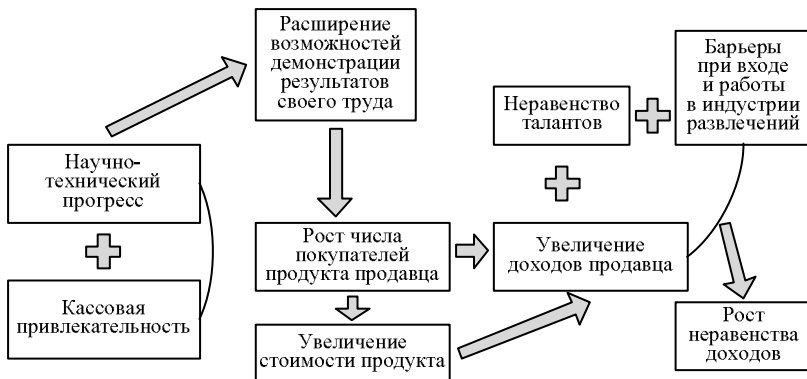 Научно-
технический
прогресс
Кассовая
привлекательность
Расширение
возможностей
демонстрации
результатов
своего труда
Рост числа
покупателей
продукта продавца
Увеличение
стоимости продукта
Неравенство
талантов
Увеличение
доходов продавца
Барьеры
при входе
и работы
в индустрии
развлечений
Рост
неравенства
доходов